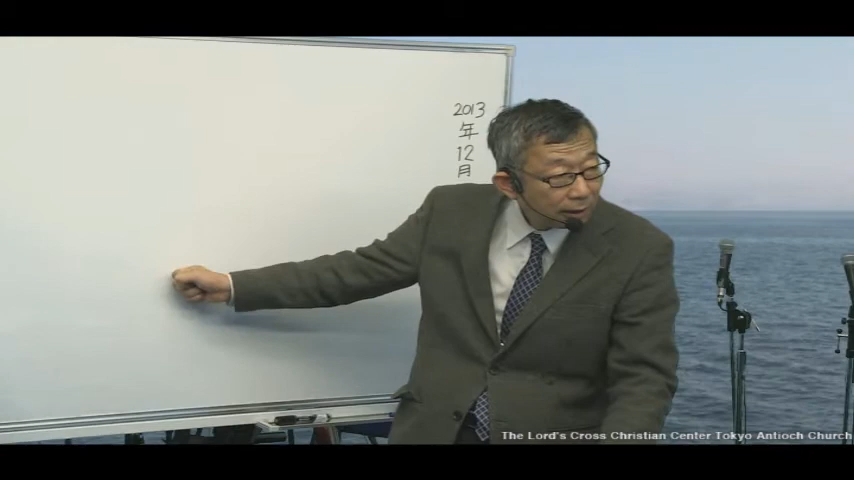 2013
年
12
月
The Lord's Cross Christian Center Tokyo Antioch Church